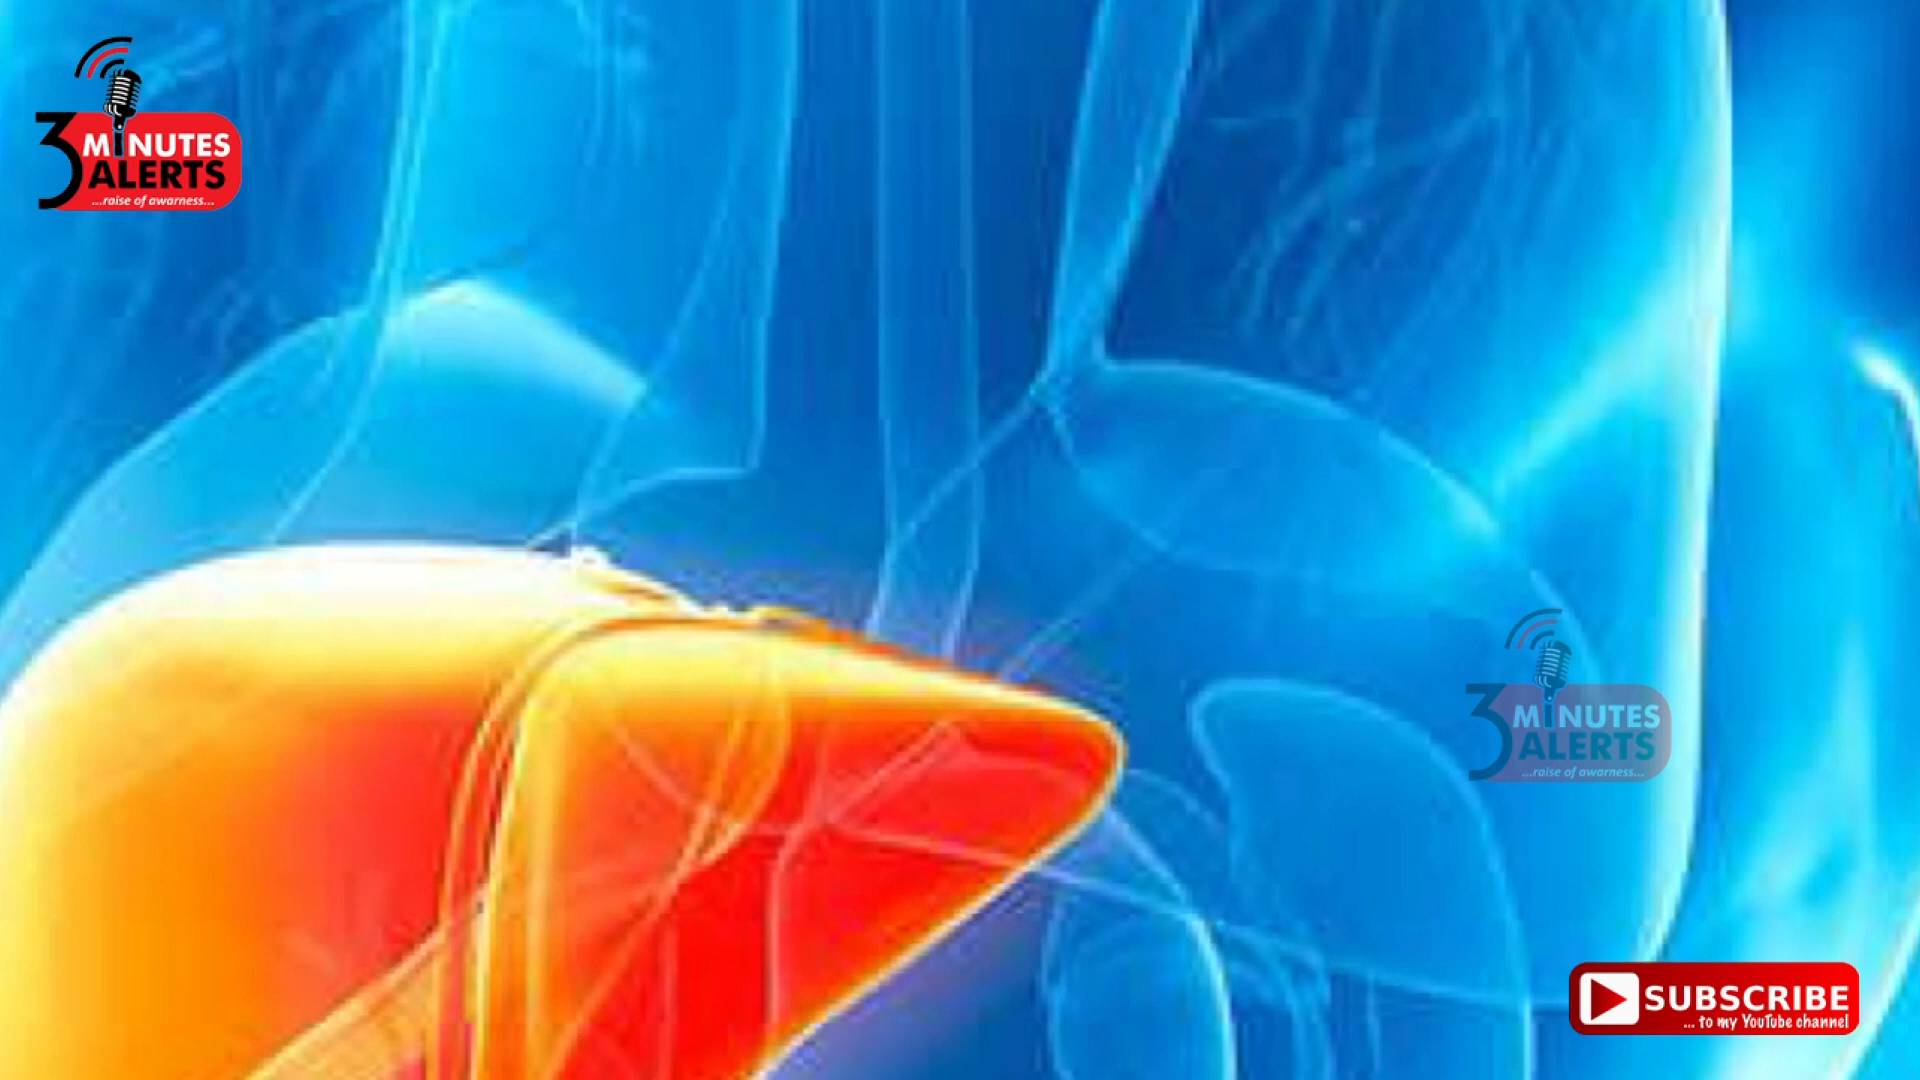 3 MINUTES
ALERTS
...raise of awarness...
3 MINUTES
ALERTS
...raise of awarness...
SUBSCRIBE
... to my YouTube channel